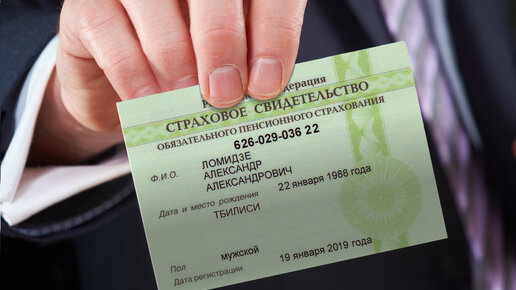 Р дерация
СТРАХОВОЕ СВИДЕТЕЛЬСТВО
ОБЯЗАТЕЛЬНОГО ПЕНСИОННОГО СТРАХОВАНИЯ
626-029-036 22
Ф.И.О. ЛОМИДЗЕ
АЛЕКСАНДР
АЛЕКСАНДРОВИЧ
Дата и место рождения 22 января 1988 года
ТБИЛИСИ
Пол мужской
Дата регистрации 19 января 2019 года